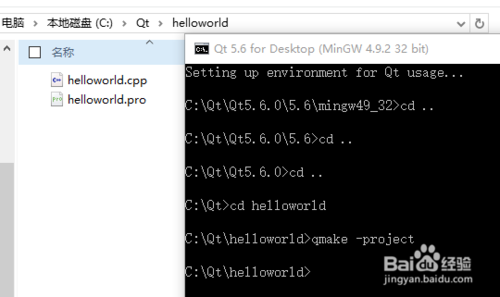 电脑 › 本地磁盘 (C:) › Qt › helloworld
名称
helloworld.cpp
helloworld.pro
Qt 5.6 for Desktop (MinGW 4.9.2 32 bit)
Setting up environment for Qt usage...
C:\Qt\Qt5.6.0\5.6\mingw49_32>cd ..
C:\Qt\Qt5.6.0\5.6>cd ..
C:\Qt\Qt5.6.0>cd ..
C:\Qt>cd helloworld
C:\Qt\helloworld>qmake -project
C:\Qt\helloworld>
Baidu 经验
jingyan.baidu.com